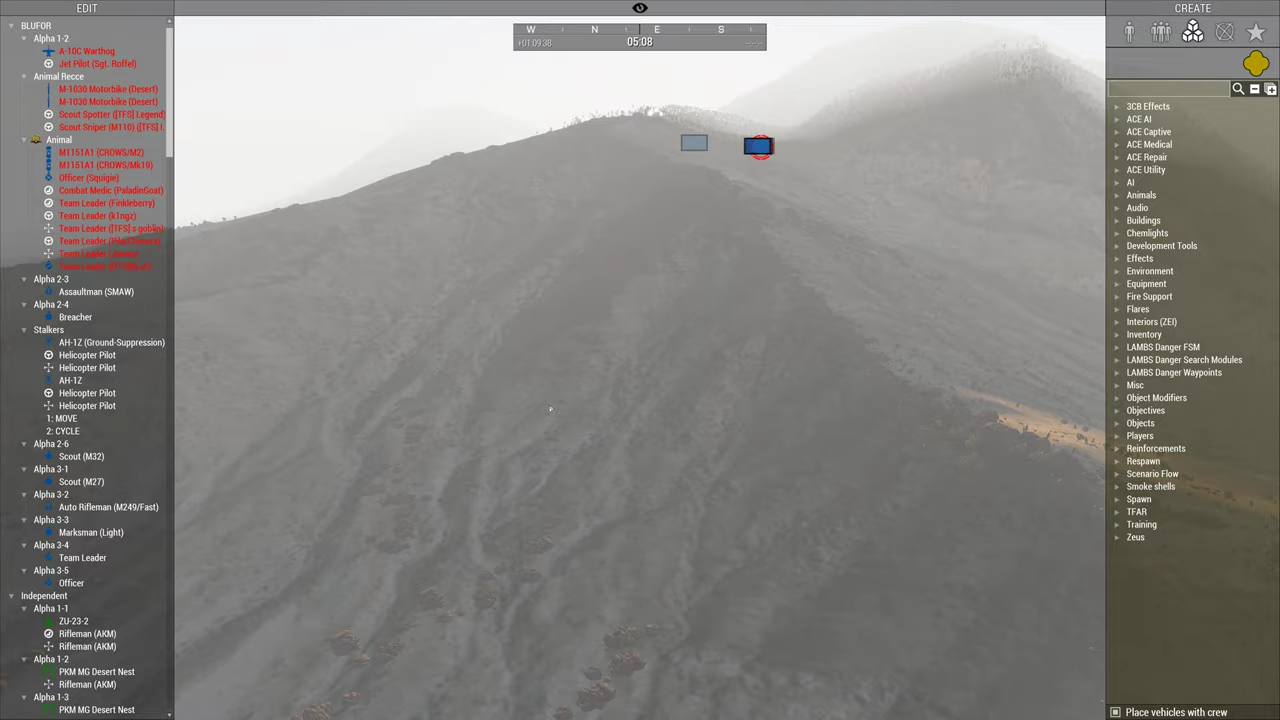 EDIT
CREATE
BLUFOR
Alpha 1-2
A-10C Warthog
Jet Pilot (Sgt. Roffel)
Animal Recce
M-1030 Motorbike (Desert)
M-1030 Motorbike (Desert)
Scout Spotter ([TFS] Legend
Scout Sniper (M110) ([TFS]
Animal
M1151A1 (CROWS/M2)
M1151A1 (CROWS/Mk19)
Officer (Squigie)
Combat Medic (PaladinGoat)
Team Leader (Finkleberry)
Team Leader (k1ngz)
Team Leader ([TFS] s goblin)
Team Leader
Team Leader
Team Leader
Alpha 2-3
Assaultman (SMAW)
Alpha 2-4
Breacher
Stalkers
AH-1Z (Ground-Suppression)
Helicopter Pilot
Helicopter Pilot
AH-1Z
Helicopter Pilot
Helicopter Pilot
1: MOVE
2: CYCLE
Alpha 2-6
Scout (M32)
Alpha 3-1
Scout (M27)
Alpha 3-2
Auto Rifleman (M249/Fast)
Alpha 3-3
Marksman (Light)
Alpha 3-4
Team Leader
Alpha 3-5
Officer
Independent
Alpha 1-1
ZU-23-2
Rifleman (AKM)
Rifleman (AKM)
Alpha 1-2
PKM MG Desert Nest
Rifleman (AKM)
Alpha 1-3
PKM MG Desert Nest
W N E S
+01:09:38 05:08 ---
3CB Effects
ACE AI
ACE Captive
ACE Medical
ACE Repair
ACE Utility
AI
Animals
Audio
Buildings
Chemlights
Development Tools
Effects
Environment
Equipment
Fire Support
Flares
Interiors (ZEI)
Inventory
LAMBS Danger FSM
LAMBS Danger Search Modules
LAMBS Danger Waypoints
Misc
Object Modifiers
Objectives
Objects
Players
Reinforcements
Respawn
Scenario Flow
Smoke shells
Spawn
TFAR
Training
Zeus
Place vehicles with crew